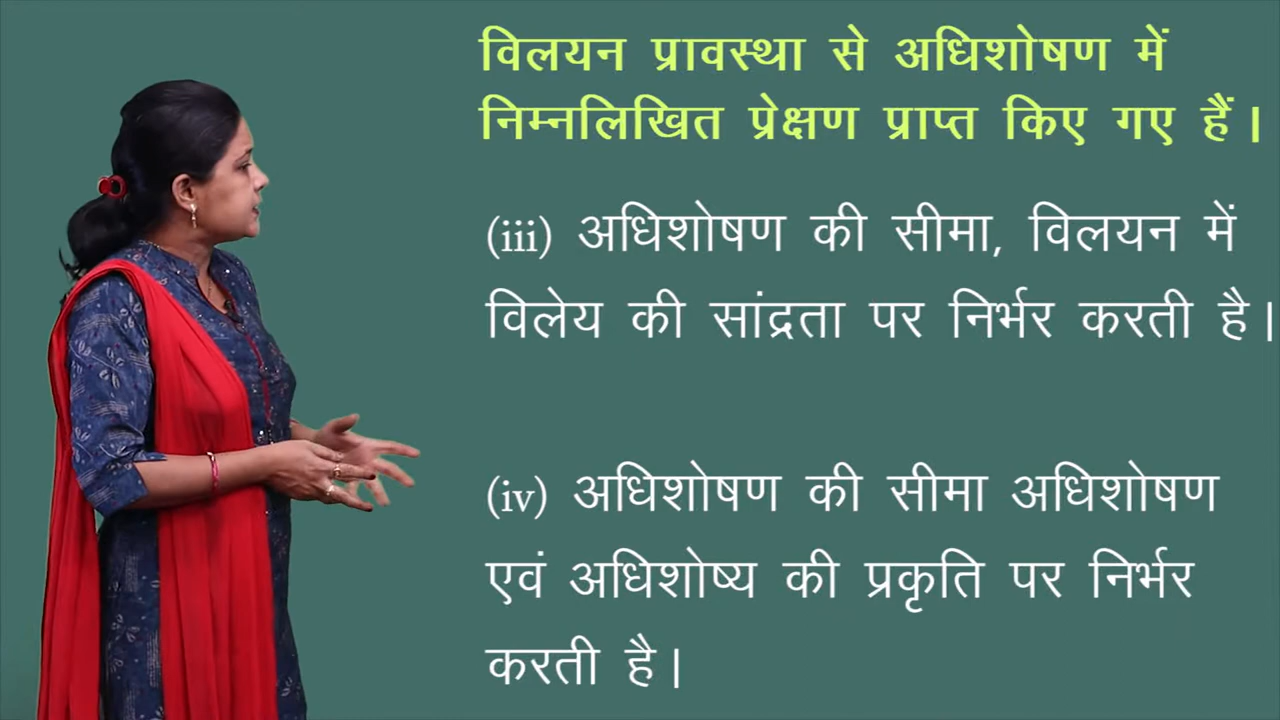 विलयन प्रावस्था से अधिशोषण में
निम्नलिखित प्रेक्षण प्राप्त किए गए हैं।
(iii) अधिशोषण की सीमा, विलयन में
विलेय की सांद्रता पर निर्भर करती है।
(iv) अधिशोषण की सीमा अधिशोषण
एवं अधिशोष्य की प्रकृति पर निर्भर
करती है।